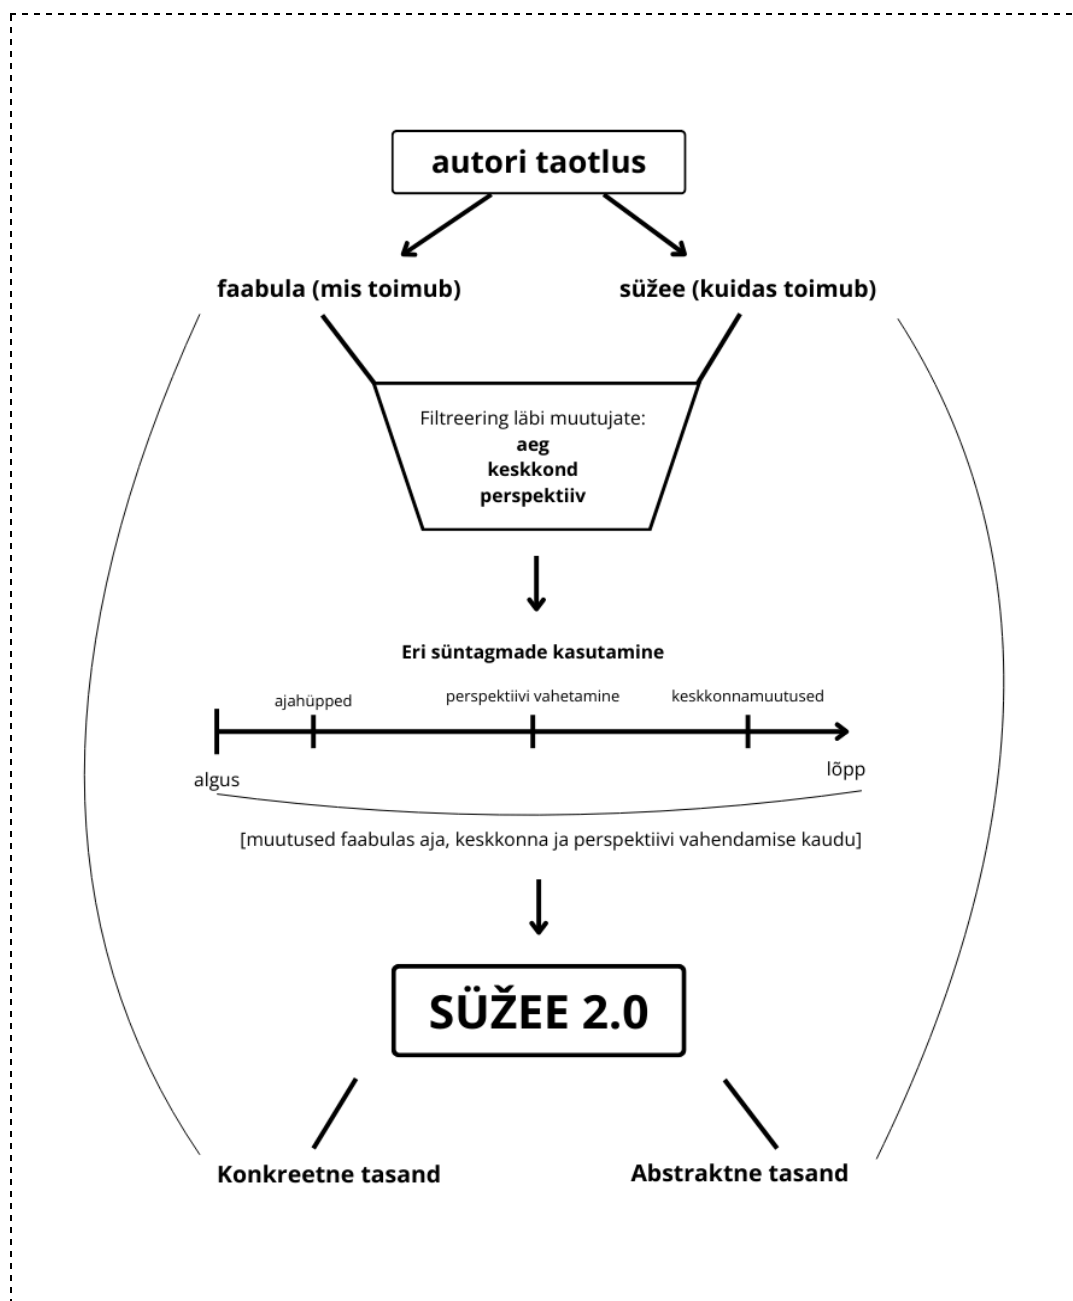 autori taotlus
faabula (mis toimub)
süžee (kuidas toimub)
Filtreering läbi muutujate:
aeg
keskkond
perspektiiv
Eri süntagmade kasutamine
ajahüpped
perspektiivi vahetamine
keskkonnamuutused
algus
lõpp
[muutused faabulas aja, keskkonna ja perspektiivi vahendamise kaudu]
SÜŽEE 2.0
Konkreetne tasand
Abstraktne tasand